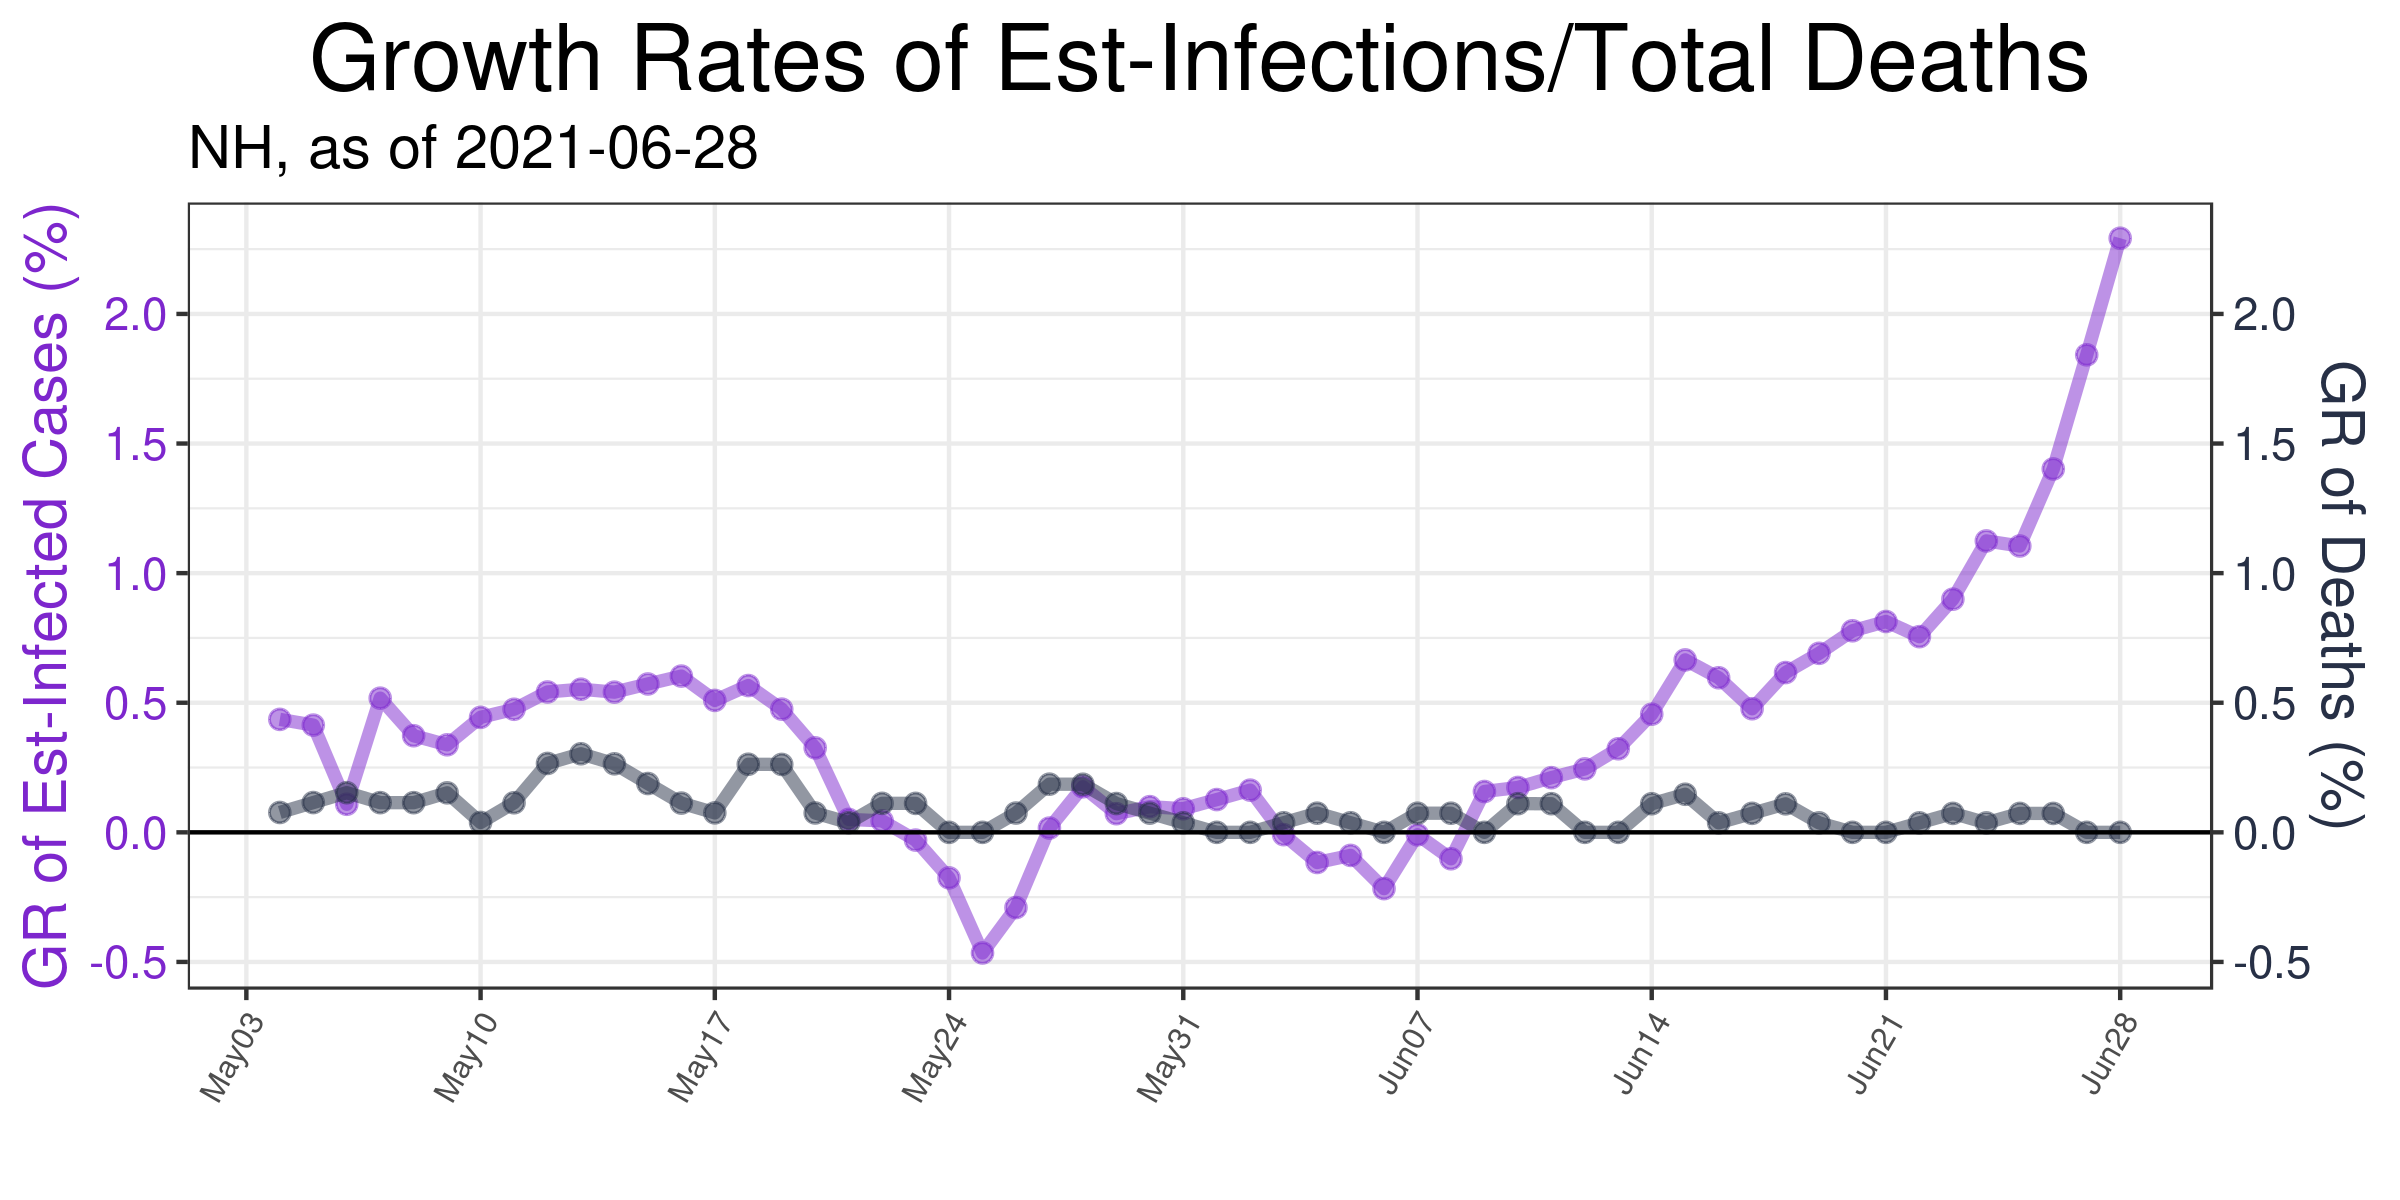 Growth Rates of Est-Infections/Total Deaths
NH, as of 2021-06-28
GR of Est-Infected Cases (%)
2.0
1.5
1.0
0.5
0.0
-0.5
2.0
1.5
1.0
0.5
0.0
-0.5
GR of Deaths (%)
May03
May10
May17
May24
May31
Jun07
Jun14
Jun21
Jun28